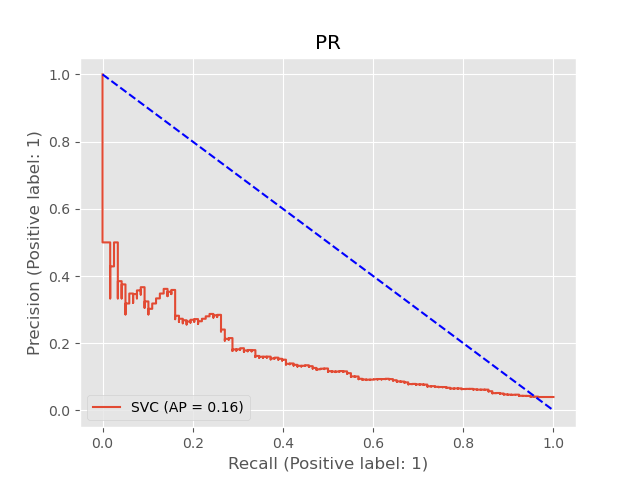 PR
Precision (Positive label: 1)
1.0
0.8
0.6
0.4
0.2
0.0
SVC (AP = 0.16)
0.0 0.2 0.4 0.6 0.8 1.0
Recall (Positive label: 1)